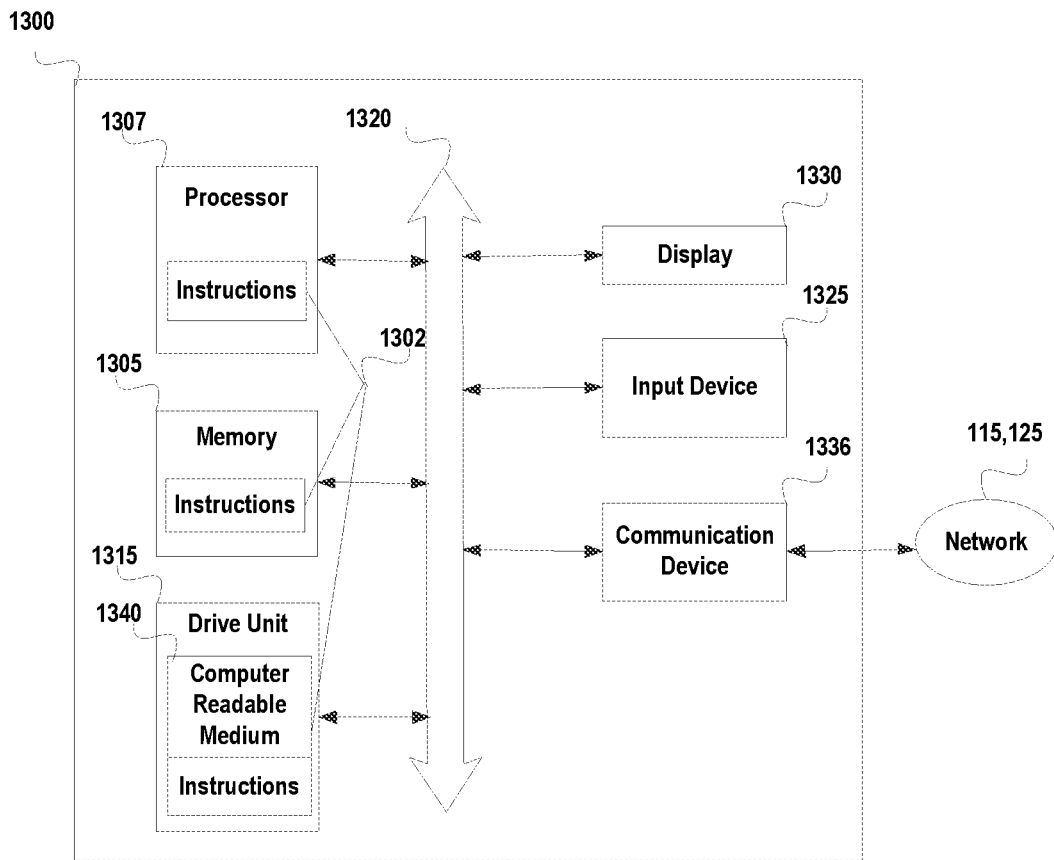 1300
1307
1320
Processor
1330
Display
Instructions
1325
1302
1305
Input Device
Memory
115,125
1336
Instructions
Communication
Device
Network
1315
1340
Drive Unit
Computer
Readable
Medium
Instructions